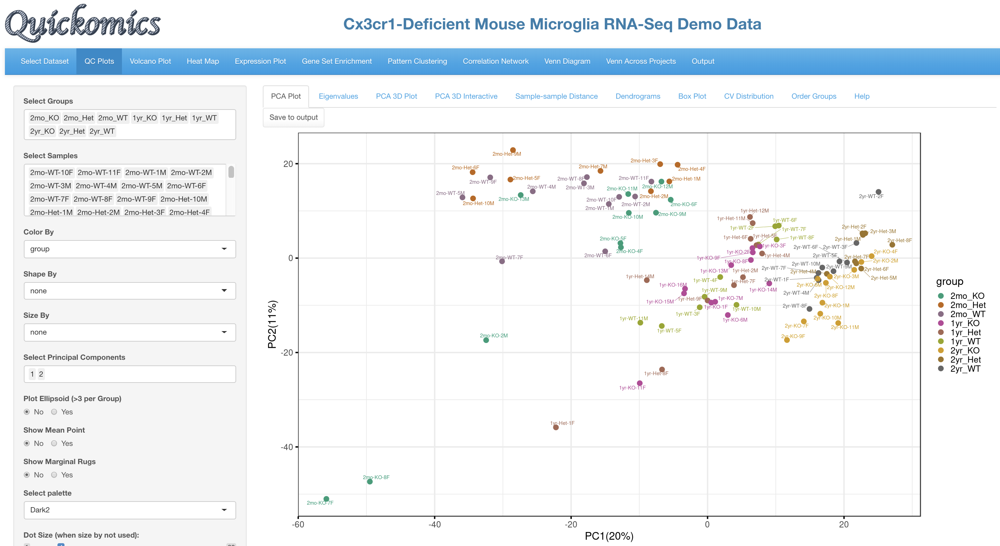 Quickomics
Cx3cr1-Deficient Mouse Microglia RNA-Seq Demo Data
Select Dataset QC Plots Volcano Plot Heat Map Expression Plot Gene Set Enrichment Pattern Clustering Correlation Network Venn Diagram Venn Across Projects Output
Select Groups
2mo_KO 2mo_Het 2mo_WT 1yr_KO 1yr_Het 1yr_WT
2yr_KO 2yr_Het 2yr_WT
Select Samples
2mo-WT-10F 2mo-WT-11F 2mo-WT-1M 2mo-WT-2M
2mo-WT-3M 2mo-WT-4M 2mo-WT-5M 2mo-WT-6F
2mo-WT-7F 2mo-WT-8F 2mo-WT-9F 2mo-Het-10M
2mo-Het-1M 2mo-Het-2M 2mo-Het-3F 2mo-Het-4F
Color By
group
Shape By
none
Size By
none
Select Principal Components
1 2
Plot Ellipsoid (>3 per Group)
No Yes
Show Mean Point
No Yes
Show Marginal Rugs
No Yes
Select palette
Dark2
Dot Size (when size by not used):
PCA Plot Eigenvalues PCA 3D Plot PCA 3D Interactive Sample-sample Distance Dendrograms Box Plot CV Distribution Order Groups Help
Save to output
2mo-Het-9M
2mo-Het-3F
2mo-Het-7M
2mo-Het-6F
2mo-Het-4F
2mo-WT-11F
2mo-Het-5F
2mo-WT-8F
2mo-Het-1M
2mo-WT-9F
2mo-WT-4M
2mo-KO-12M
2mo-WT-3M
2mo-KO-11M
2mo-WT-5M
2yr-WT-2F
2mo-Het-2M
2mo-KO-13M
2mo-WT-10F
2mo-Het-10M
2mo-WT-2M
2mo-KO-6F
2mo-WT-1M
1yr-Het-12M
2mo-KO-9M
2mo-KO-10M
1yr-Het-11M
1yr-WT-6F
2yr-Het-2F
1yr-WT-2F
1yr-WT-7F
2yr-Het-3M
1yr-Het-5F
1yr-Het-6F
1yr-WT-8F
2mo-KO-5F
2yr-Het-1M
2yr-Het-8F
1yr-KO-3F
2yr-WT-6F
2yr-WT-3F
2mo-KO-4F
1yr-KO-2F
2yr-KO-4F
2mo-WT-6F
1yr-Het-4M
2yr-WT-5F
2mo-WT-7F
1yr-KO-9F
2yr-Het-7F
1yr-KO-8F
2yr-KO-2M
2yr-WT-10M
2yr-WT-9M
2yr-WT-7F
2yr-Het-6F
1yr-KO-13M
1yr-Het-2M
2yr-Het-4M
1yr-Het-14M
2yr-KO-3M
2yr-Het-5M
1yr-WT-4F
2yr-WT-1F
1yr-Het-7F
1yr-KO-16M
2yr-KO-5M
2yr-KO-12M
1yr-WT-9M
1yr-KO-14M
2yr-WT-4M
2yr-KO-8F
1yr-Het-9F
1yr-KO-7M
1yr-KO-15M
2yr-WT-8F
2yr-KO-1M
1yr-KO-1F
1yr-WT-10M
1yr-WT-3F
1yr-WT-11M
2yr-KO-10M
1yr-KO-6M
2yr-KO-7F
2yr-KO-11M
1yr-WT-5F
2mo-KO-2M
2yr-KO-9F
1yr-Het-8F
1yr-KO-11F
1yr-Het-1F
2mo-KO-8F
2mo-KO-7F
20
0
-20
-40
PC2(11%)
-60 -40 -20 0 20
PC1(20%)
group
2mo_KO
2mo_Het
2mo_WT
1yr_KO
1yr_Het
1yr_WT
2yr_KO
2yr_Het
2yr_WT